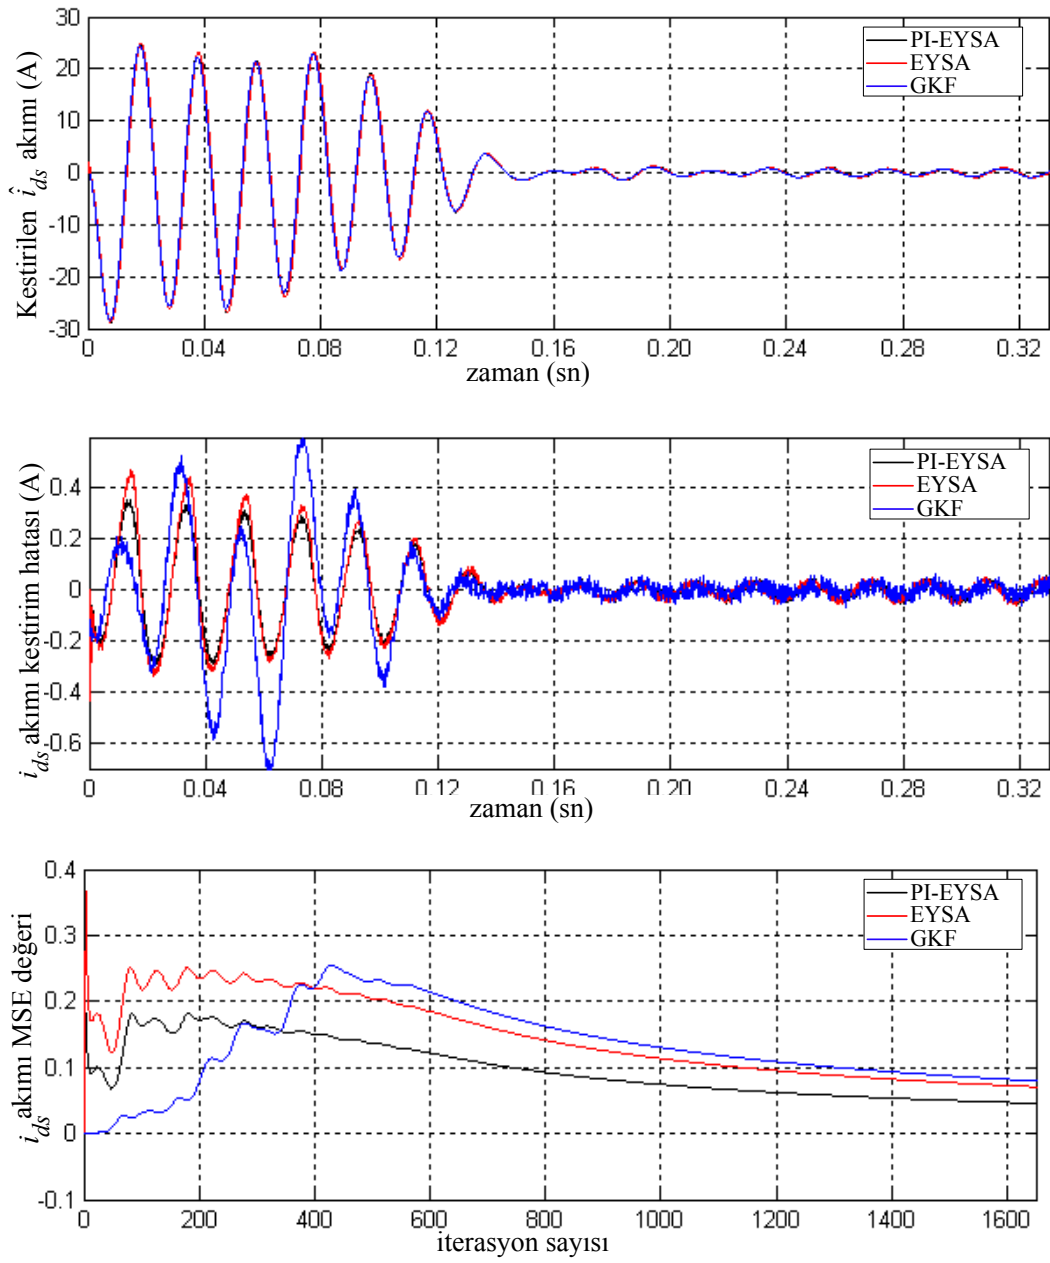 Kestirilen î_ds akımı (A)
30
20
10
0
-10
-20
-30
0 0.04 0.08 0.12 0.16 0.20 0.24 0.28 0.32
zaman (sn)
PI-EYSA
EYSA
GKF
i_ds akımı kestirim hatası (A)
0.4
0.2
0
-0.2
-0.4
-0.6
0 0.04 0.08 0.12 0.16 0.20 0.24 0.28 0.32
zaman (sn)
PI-EYSA
EYSA
GKF
i_ds akımı MSE değeri
0.4
0.3
0.2
0.1
0
-0.1
0 200 400 600 800 1000 1200 1400 1600
iterasyon sayısı
PI-EYSA
EYSA
GKF